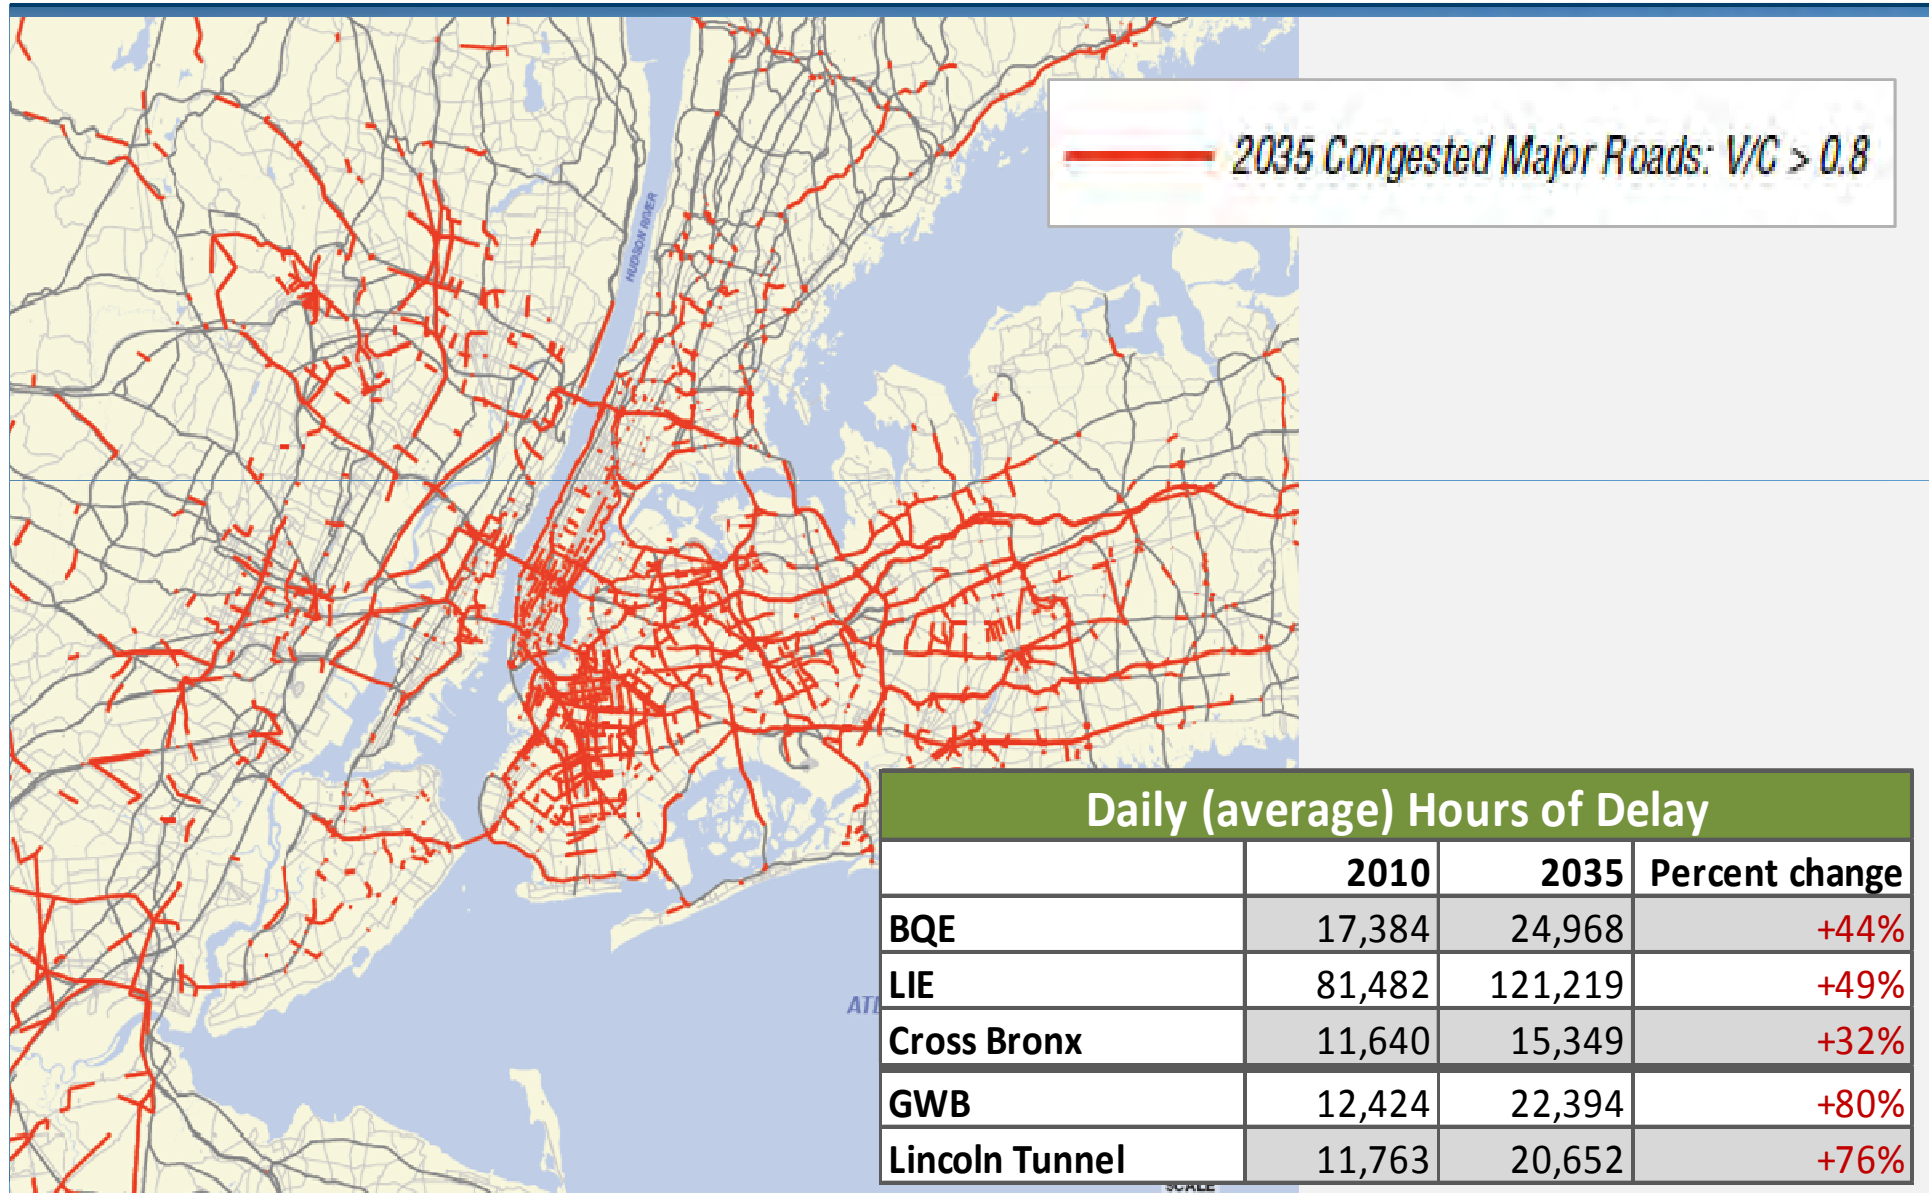 2035 Congested Major Roads: V/C > 0.8
HUDSON RIVER
Daily (average) Hours of Delay
2010 2035 Percent change
BQE 17,384 24,968 +44%
LIE 81,482 121,219 +49%
ATL
Cross Bronx 11,640 15,349 +32%
GWB 12,424 22,394 +80%
Lincoln Tunnel 11,763 20,652 +76%
SCALE